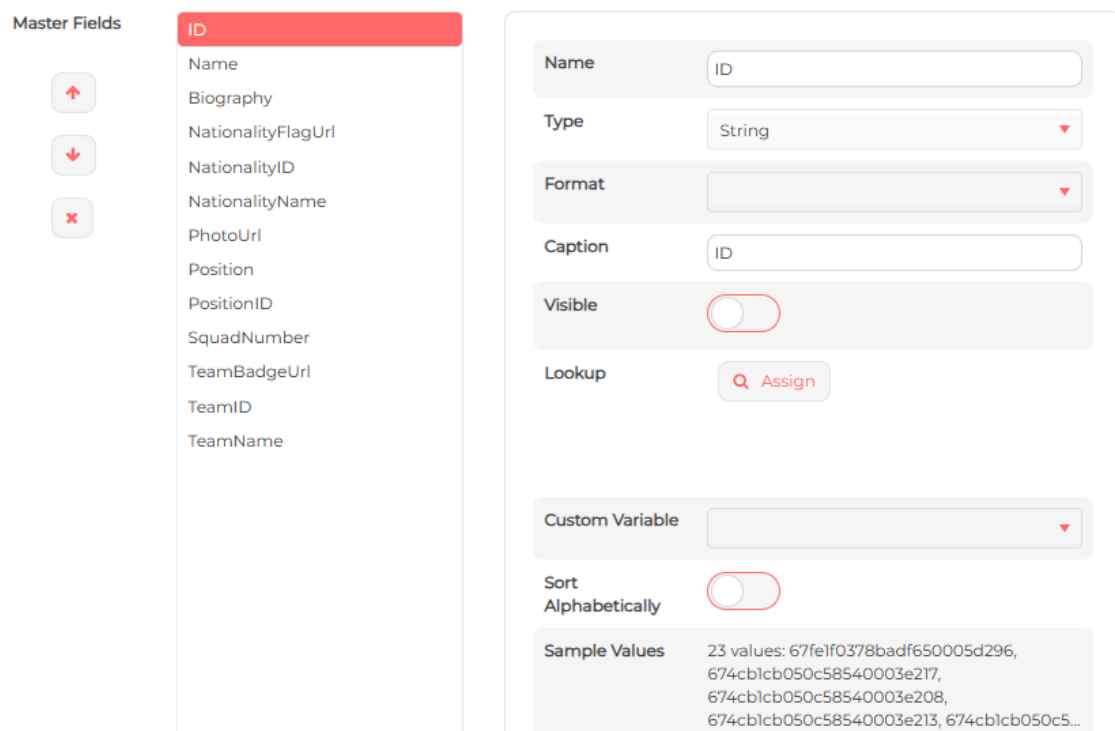 Master Fields
ID
Name
Biography
NationalityFlagUrl
NationalityID
NationalityName
PhotoUrl
Position
PositionID
SquadNumber
TeamBadgeUrl
TeamID
TeamName
Name
ID
Type
String
Format
Caption
ID
Visible
Lookup
Assign
Custom Variable
Sort
Alphabetically
Sample Values
23 values: 67fe1f0378badf650005d296,
674cb1cb050c58540003e217,
674cb1cb050c58540003e208,
674cb1cb050c58540003e213, 674cb1cb050c5...